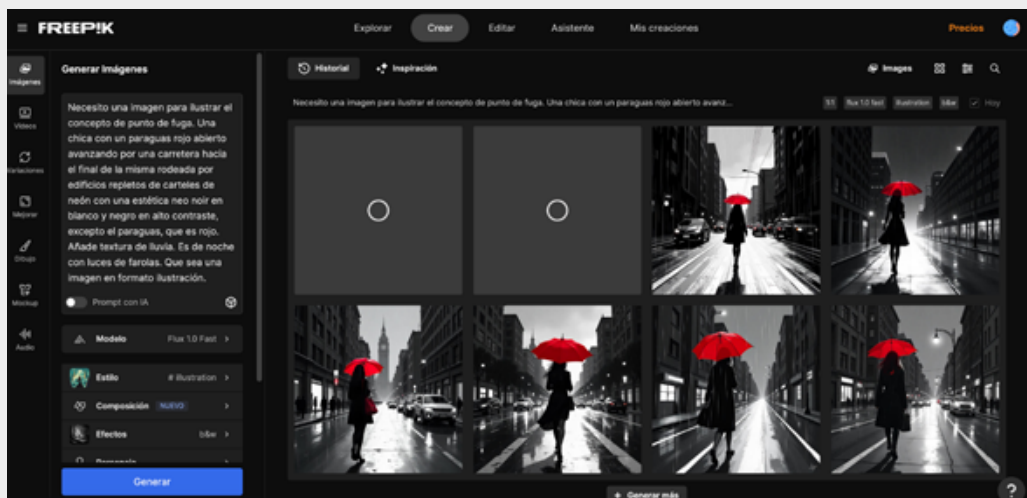 FREEP!K
Explorar
Crear
Editar
Asistente
Mis creaciones
Precios
Imágenes
Videos
Variaciones
Mejorar
Dibujo
Mockup
Audio
Generar Imágenes
Necesito una imagen para ilustrar el
concepto de punto de fuga. Una
chica con un paraguas rojo abierto
avanzando por una carretera hacia
el final de la misma rodeada por
edificios repletos de carteles de
neón con una estética neo noir en
blanco y negro en alto contraste,
excepto el paraguas, que es rojo.
Añade textura de lluvia. Es de noche
con luces de farolas. Que sea una
imagen en formato ilustración.
Prompt con IA
Modelo
Flux 1.0 Fast
Estilo
# illustration
Composición
NUEVO
Efectos
b&w
Generar
Historial
Inspiración
Images
Necesito una imagen para ilustrar el concepto de punto de fuga. Una chica con un paraguas rojo abierto avanz...
1:1
flux 1.0 fast
illustration
b&w
Hoy
+ Generar más
?